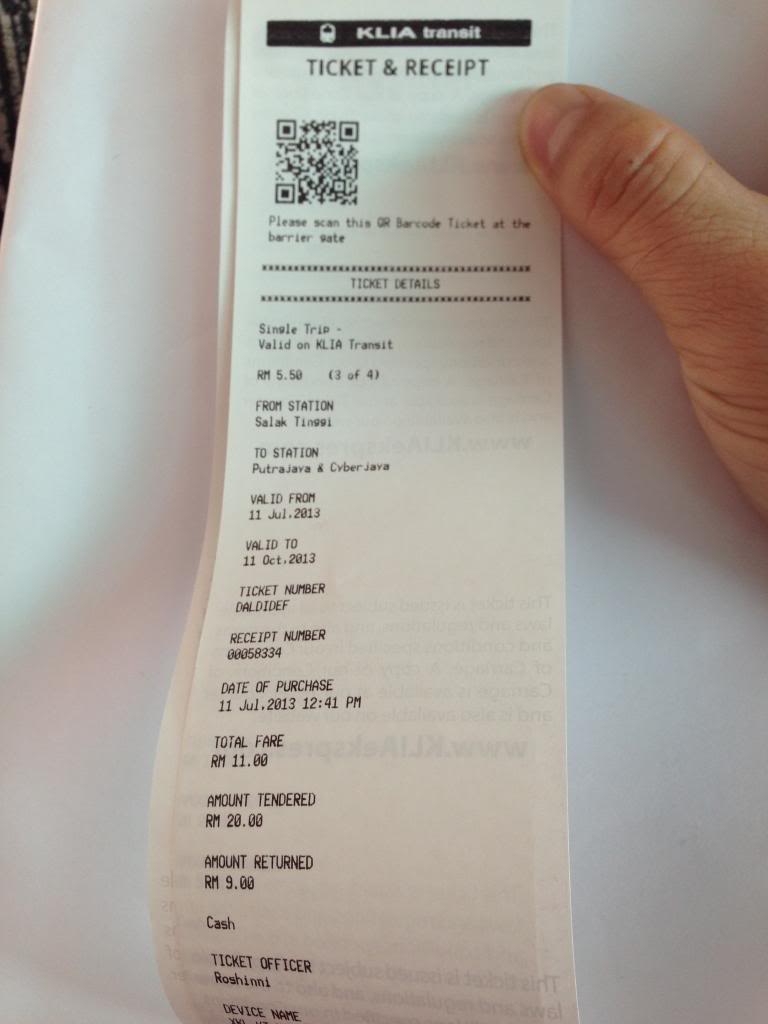 KLIA transit
TICKET & RECEIPT
Please scan this QR Barcode Ticket at the
barrier gate
TICKET DETAILS
Single Trip -
Valid on KLIA Transit
RM 5.50 (3 of 4)
FROM STATION
Salak Tinggi
TO STATION
Putrajaya & Cyberjaya
VALID FROM
11 Jul,2013
VALID TO
11 Oct,2013
TICKET NUMBER
DALDIDEF
RECEIPT NUMBER
00058334
DATE OF PURCHASE
11 Jul,2013 12:41 PM
TOTAL FARE
RM 11.00
AMOUNT TENDERED
RM 20.00
AMOUNT RETURNED
RM 9.00
Cash
TICKET OFFICER
Roshinni
DEVICE NAME